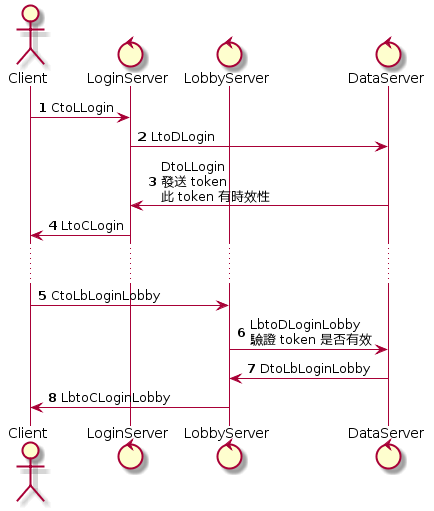 Client
LoginServer
LobbyServer
DataServer
1 CtoLLogin
2 LtoDLogin
DtoLLogin
3 發送 token
此 token 有時效性
4 LtoCLogin
5 CtoLbLoginLobby
LbtoDLoginLobby
6 驗證 token 是否有效
7 DtoLbLoginLobby
8 LbtoCLoginLobby
Client
LoginServer
LobbyServer
DataServer